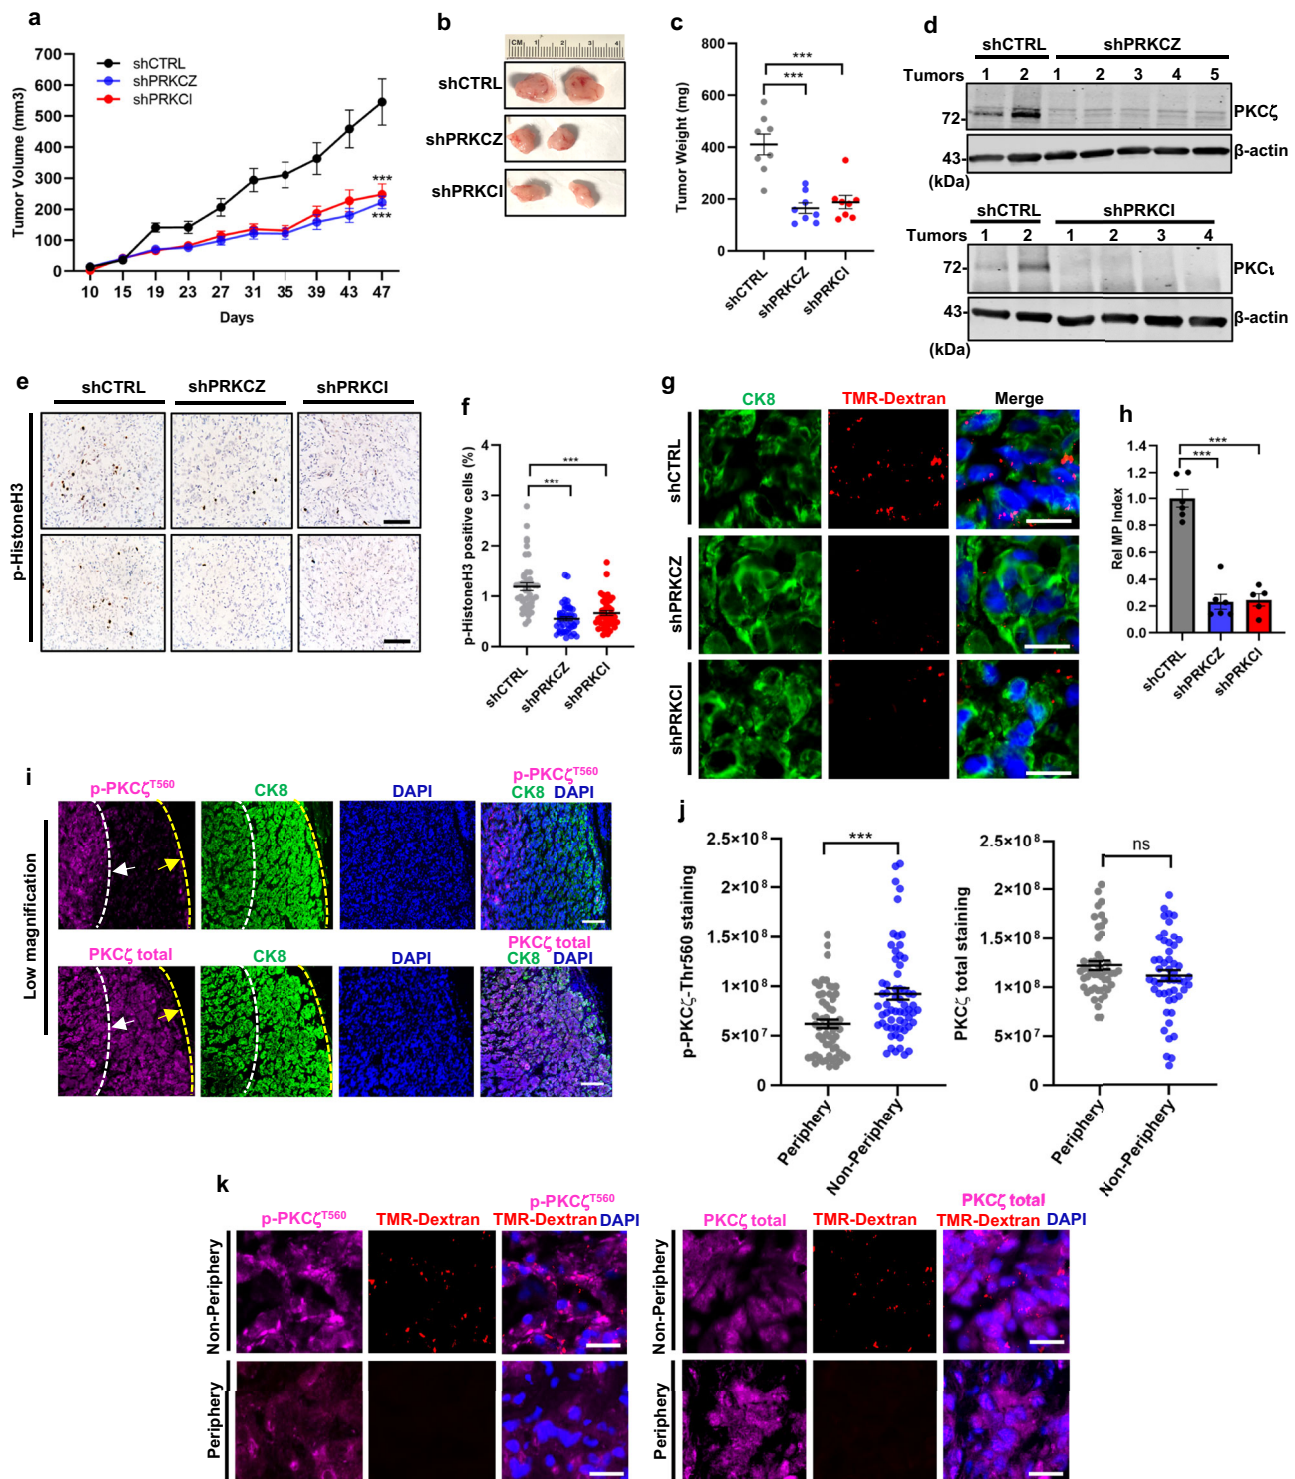 a
Tumor Volume (mm3)
700
600
500
400
300
200
100
0
shCTRL
shPRKCZ
shPRKCI
***
***
10 15 19 23 27 31 35 39 43 47
Days
b
CM 1 2 3 4
shCTRL
shPRKCZ
shPRKCI
c
Tumor Weight (mg)
800
600
400
200
0
***
***
shCTRL
shPRKCZ
shPRKCI
d
shCTRL shPRKCZ
Tumors 1 2 1 2 3 4 5
72- PKCζ
43- β-actin
(kDa)
shCTRL shPRKCI
Tumors 1 2 1 2 3 4
72- PKCι
43- β-actin
(kDa)
e
shCTRL shPRKCZ shPRKCI
p-HistoneH3
f
p-HistoneH3 positive cells (%)
4
3
2
1
0
***
***
shCTRL
shPRKCZ
shPRKCI
g
CK8 TMR-Dextran Merge
shCTRL
shPRKCZ
shPRKCI
h
Rel MP Index
1.4
1.2
1.0
0.8
0.6
0.4
0.2
0.0
***
***
shCTRL
shPRKCZ
shPRKCI
i
Low magnification
p-PKCζT560 CK8 DAPI p-PKCζT560
CK8 DAPI
PKCζ total CK8 DAPI PKCζ total
CK8 DAPI
j
p-PKCζ-Thr560 staining
2.5×10⁸
2×10⁸
1.5×10⁸
1×10⁸
5×10⁷
0
***
Periphery
Non-Periphery
PKCζ total staining
2.5×10⁸
2×10⁸
1.5×10⁸
1×10⁸
5×10⁷
0
ns
Periphery
Non-Periphery
k
p-PKCζT560 TMR-Dextran p-PKCζT560
TMR-Dextran DAPI
Non-Periphery
Periphery
PKCζ total TMR-Dextran PKCζ total
TMR-Dextran DAPI
Non-Periphery
Periphery